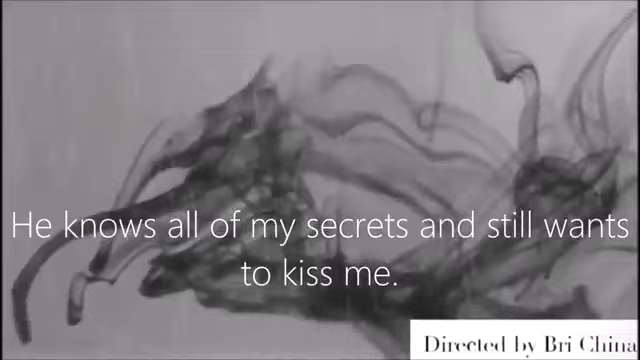 He knows all of my secrets and still wants
to kiss me.
Directed by Bri China